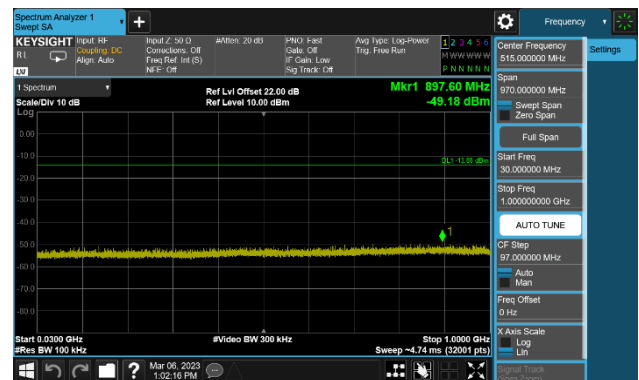 Spectrum Analyzer 1
Swept SA
Frequency
KEYSIGHT
Input: RF
Coupling: DC
Align: Auto
Input Z: 50 Ω
Corrections: Off
Freq Ref: Int (S)
NFE: Off
#Atten: 20 dB
PNO: Fast
Gate: Off
IF Gain: Low
Sig Track: Off
Avg Type: Log-Power
Trig: Free Run
1 2 3 4 5 6
M W W W W W
P N N N N N
RL
LXI
Center Frequency
515.000000 MHz
Settings
Span
970.000000 MHz
Swept Span
Zero Span
Full Span
Start Freq
30.000000 MHz
Stop Freq
1.000000000 GHz
AUTO TUNE
CF Step
97.000000 MHz
Auto
Man
Freq Offset
0 Hz
X Axis Scale
Log
Lin
Signal Track
(Span Zoom)
1 Spectrum
Scale/Div 10 dB
Ref Lvl Offset 22.00 dB
Ref Level 10.00 dBm
Mkr1 897.60 MHz
-49.18 dBm
Log
0.00
-10.0
-20.0
-30.0
-40.0
-50.0
-60.0
-70.0
-80.0
1
Start 0.0300 GHz
#Res BW 100 kHz
#Video BW 300 kHz
Stop 1.0000 GHz
Sweep ~4.74 ms (32001 pts)
?
Mar 06, 2023
1:02:16 PM